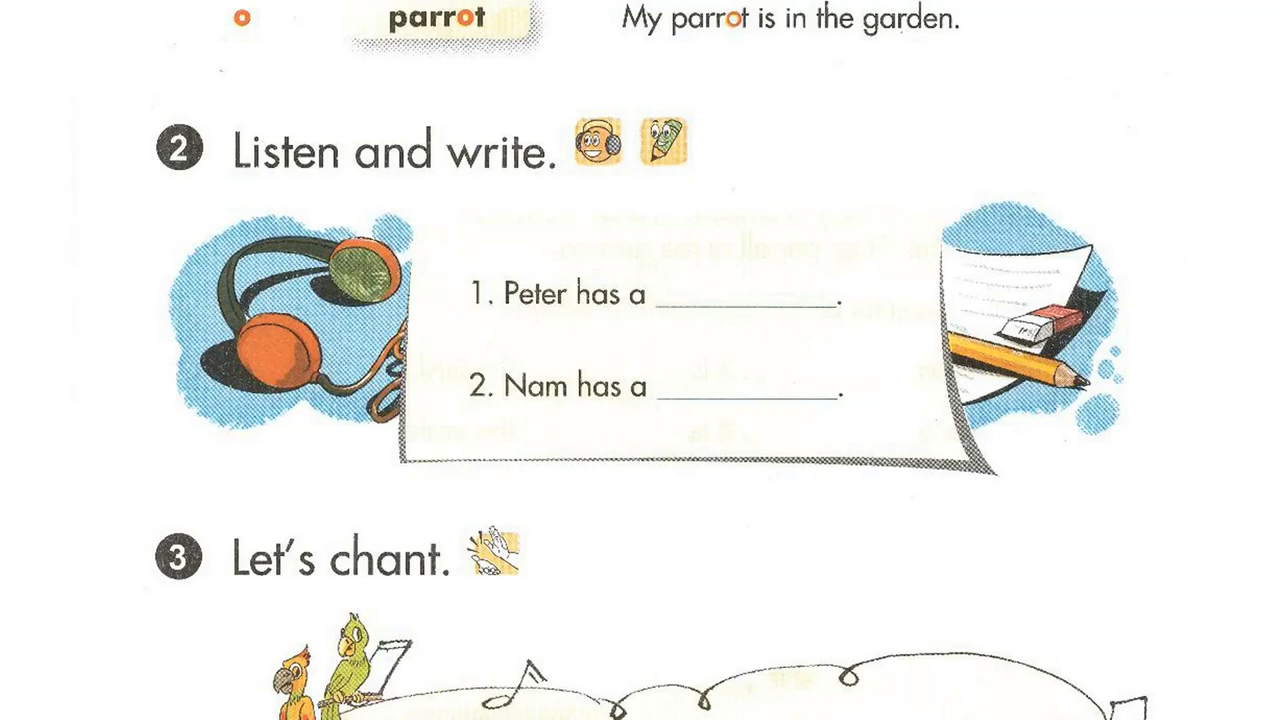 o parrot My parrot is in the garden.
2 Listen and write.
1. Peter has a ____________.
2. Nam has a ____________.
3 Let's chant.